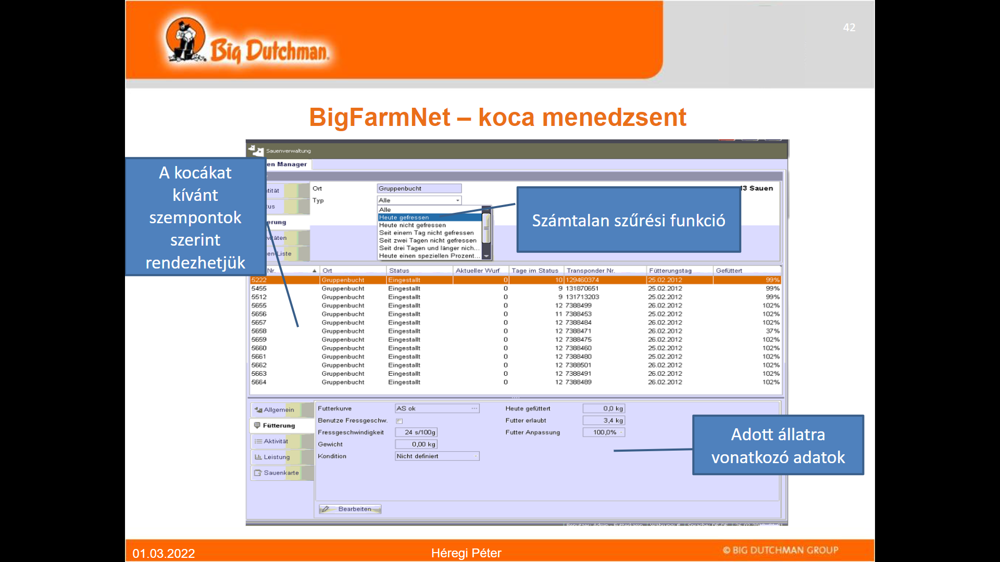 Big Dutchman®
42
BigFarmNet – koca menedzsent
Sauenverwaltung
en Manager
A kocákat
kívánt
szempontok
szerint
rendezhetjük
Ort Gruppenbucht
13 Sauen
Typ Alle
Alle
Heute gefressen
Heute nicht gefressen
Seit einem Tag nicht gefressen
Seit zwei Tagen nicht gefressen
Seit drei Tagen und länger nich...
Heute einen speziellen Prozent...
Számtalan szűrési funkció
ntität
tus
erung
vitäten
en-Liste
Nr. Ort Status Aktueller Wurf Tage im Status Transponder Nr. Fütterungstag Gefüttert
5222 Gruppenbucht Eingestallt 0 10 129460374 25.02.2012 99%
5455 Gruppenbucht Eingestallt 0 9 131870651 25.02.2012 99%
5512 Gruppenbucht Eingestallt 0 9 131713203 25.02.2012 99%
5655 Gruppenbucht Eingestallt 0 12 7388499 26.02.2012 102%
5656 Gruppenbucht Eingestallt 0 11 7388453 25.02.2012 102%
5657 Gruppenbucht Eingestallt 0 12 7388484 26.02.2012 102%
5658 Gruppenbucht Eingestallt 0 12 7388471 26.02.2012 37%
5659 Gruppenbucht Eingestallt 0 12 7388475 26.02.2012 102%
5660 Gruppenbucht Eingestallt 0 12 7388460 25.02.2012 102%
5661 Gruppenbucht Eingestallt 0 12 7388480 25.02.2012 102%
5662 Gruppenbucht Eingestallt 0 12 7388501 26.02.2012 102%
5663 Gruppenbucht Eingestallt 0 12 7388491 26.02.2012 102%
5664 Gruppenbucht Eingestallt 0 12 7388489 26.02.2012 102%
Allgemein
Fütterung
Aktivität
Leistung
Sauenkarte
Futterkurve AS ok ... Heute gefüttert 0,0 kg
Benutze Fressgeschw. Futter erlaubt 3,4 kg
Fressgeschwindigkeit 24 s/100g Futter Anpassung 100,0%
Gewicht 0,00 kg
Kondition Nicht definiert
Adott állatra
vonatkozó adatok
Bearbeiten
01.03.2022
Héregi Péter
© BIG DUTCHMAN GROUP